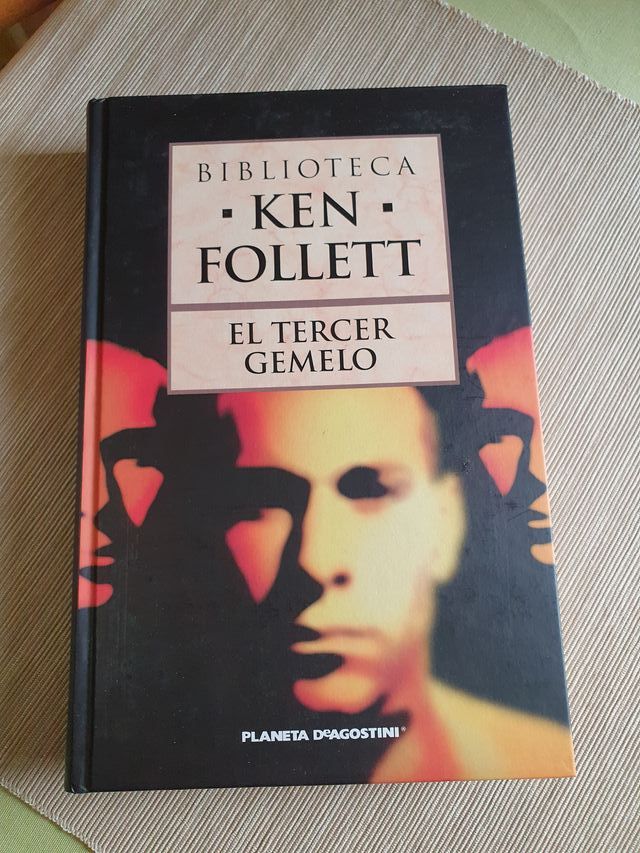 BIBLIOTECA
· KEN ·
FOLLETT
EL TERCER
GEMELO
PLANETA DeAGOSTINI®